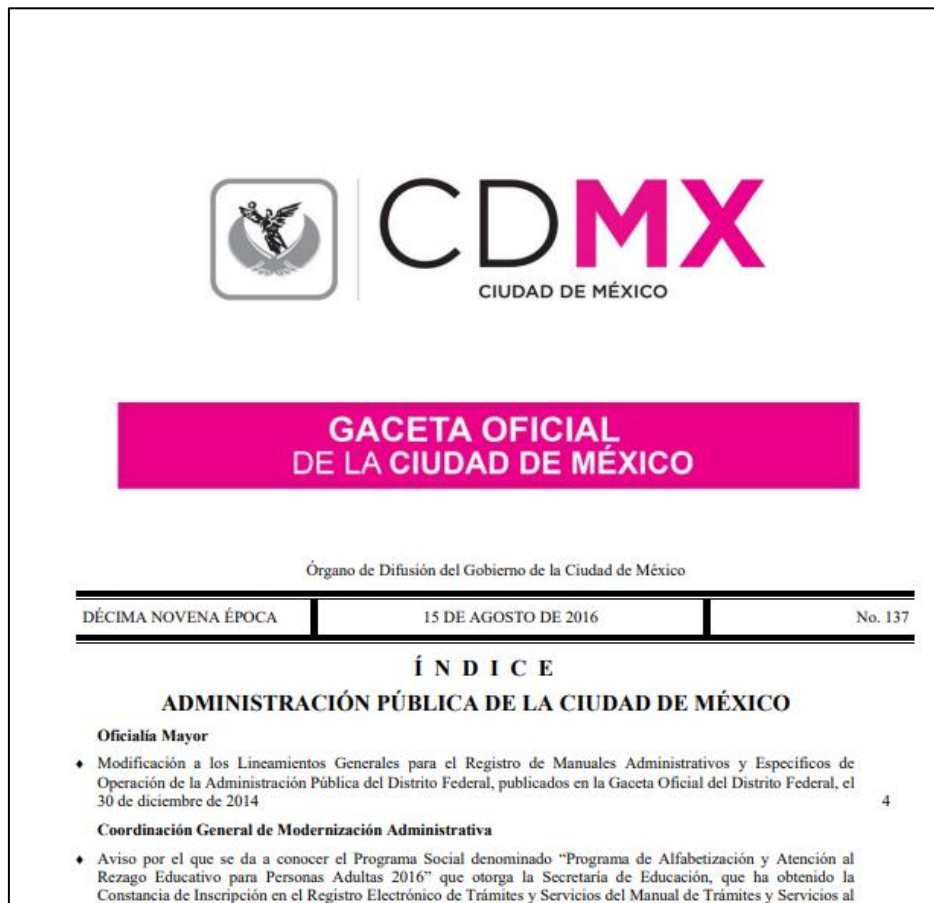 CDMX
CIUDAD DE MÉXICO
GACETA OFICIAL
DE LA CIUDAD DE MÉXICO
Órgano de Difusión del Gobierno de la Ciudad de México
DÉCIMA NOVENA ÉPOCA 15 DE AGOSTO DE 2016 No. 137
Í N D I C E
ADMINISTRACIÓN PÚBLICA DE LA CIUDAD DE MÉXICO
Oficialía Mayor
♦ Modificación a los Lineamientos Generales para el Registro de Manuales Administrativos y Específicos de
Operación de la Administración Pública del Distrito Federal, publicados en la Gaceta Oficial del Distrito Federal, el
30 de diciembre de 2014 4
Coordinación General de Modernización Administrativa
♦ Aviso por el que se da a conocer el Programa Social denominado “Programa de Alfabetización y Atención al
Rezago Educativo para Personas Adultas 2016” que otorga la Secretaría de Educación, que ha obtenido la
Constancia de Inscripción en el Registro Electrónico de Trámites y Servicios del Manual de Trámites y Servicios al